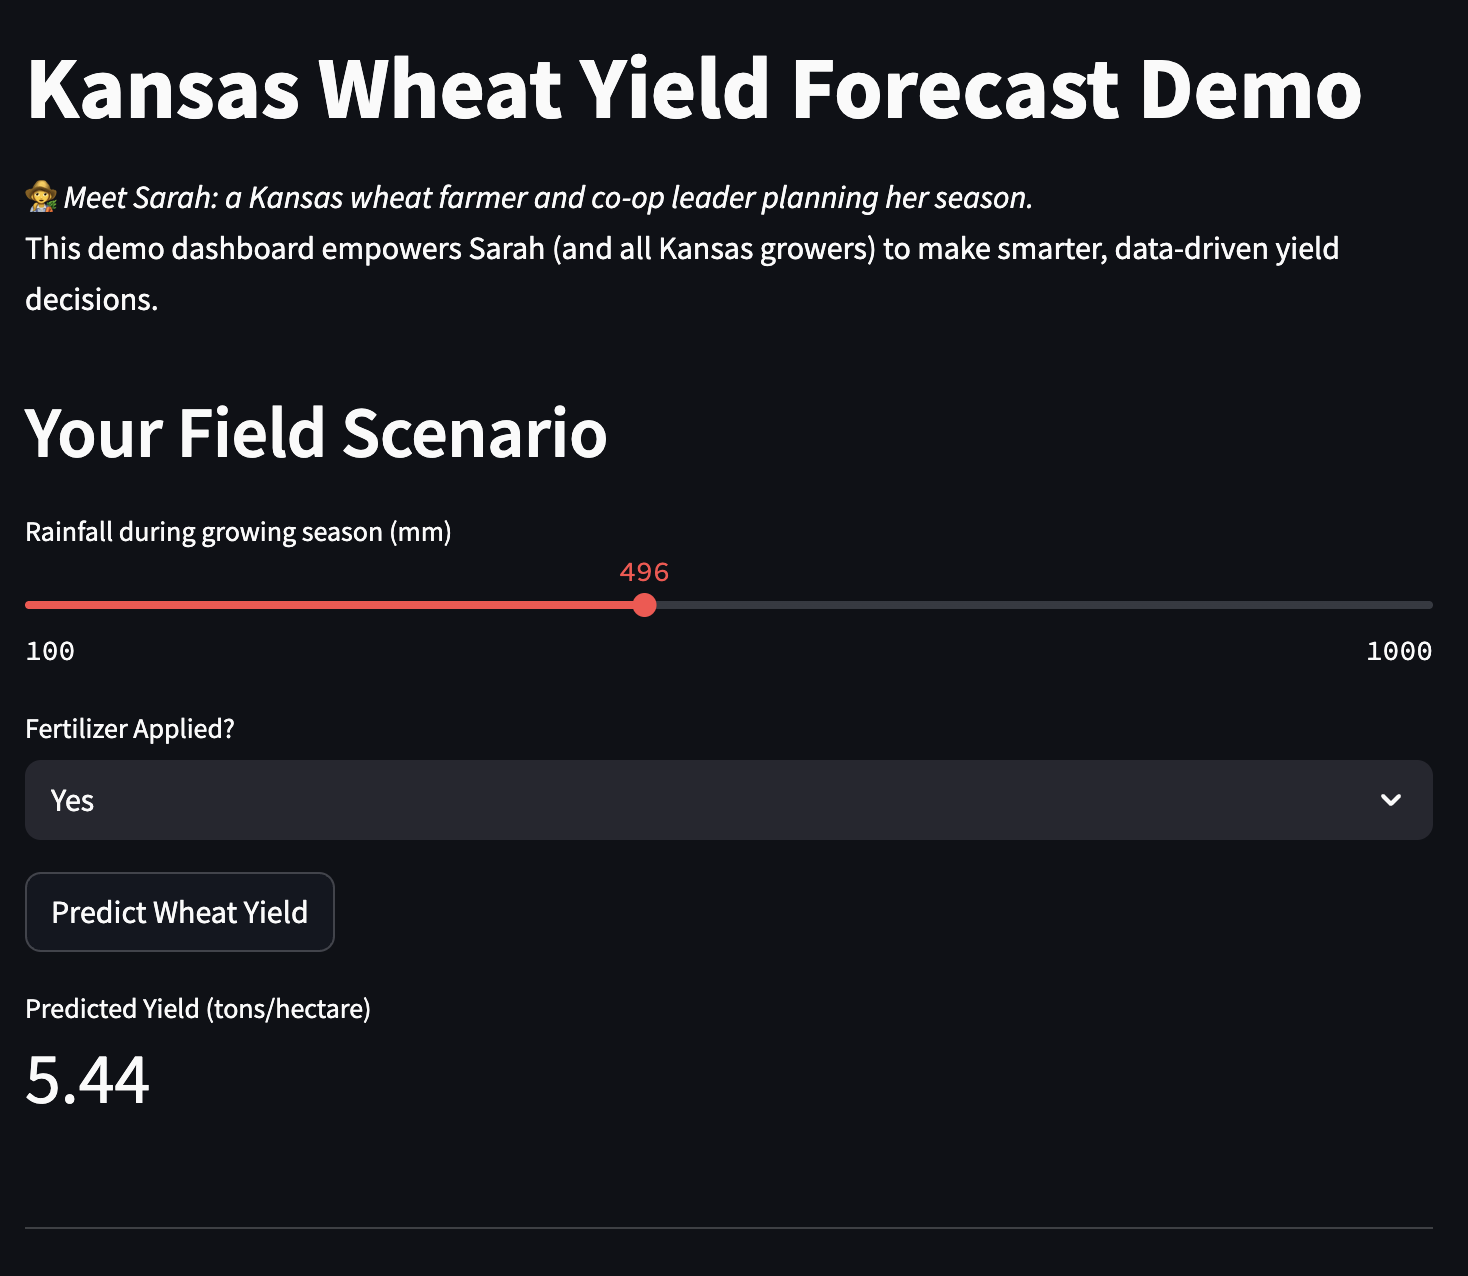 Kansas Wheat Yield Forecast Demo
Meet Sarah: a Kansas wheat farmer and co-op leader planning her season.
This demo dashboard empowers Sarah (and all Kansas growers) to make smarter, data-driven yield
decisions.
Your Field Scenario
Rainfall during growing season (mm)
496
100 1000
Fertilizer Applied?
Yes
Predict Wheat Yield
Predicted Yield (tons/hectare)
5.44